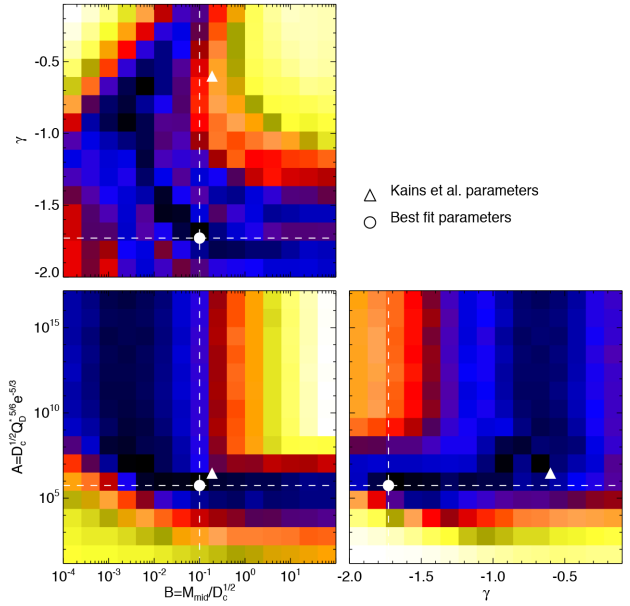 -0.5
-1.0
γ
-1.5
-2.0
△ Kains et al. parameters
○ Best fit parameters
10^15
10^10
10^5
A=D_c^1/2 Q_D^* 5/6 e^-5/3
10^-4 10^-3 10^-2 10^-1 10^0 10^1
B=M_mid/D_c^1/2
-2.0 -1.5 -1.0 -0.5
γ